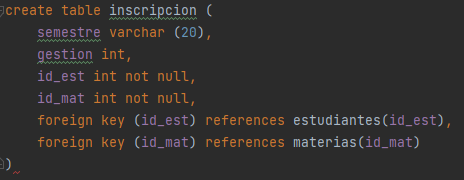 create table inscripcion (
semestre varchar (20),
gestion int,
id_est int not null,
id_mat int not null,
foreign key (id_est) references estudiantes(id_est),
foreign key (id_mat) references materias(id_mat)
)